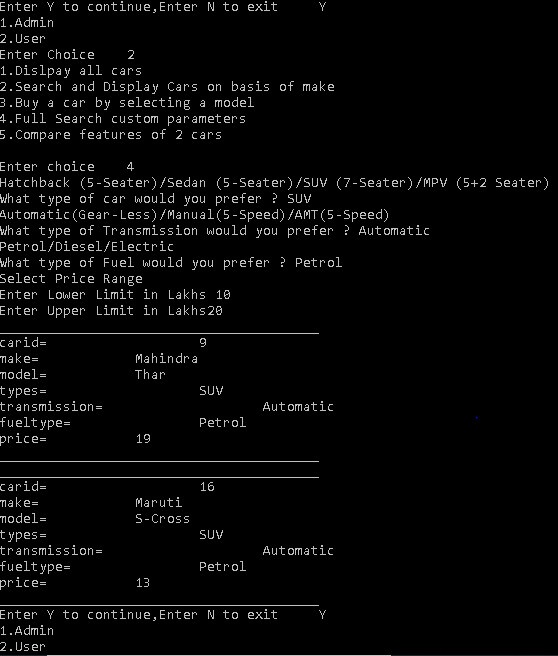 Enter Y to continue,Enter N to exit     Y
1.Admin
2.User
Enter Choice    2
1.Dislpay all cars
2.Search and Display Cars on basis of make
3.Buy a car by selecting a model
4.Full Search custom parameters
5.Compare features of 2 cars
Enter choice    4
Hatchback (5-Seater)/Sedan (5-Seater)/SUV (7-Seater)/MPV (5+2 Seater)
What type of car would you prefer ? SUV
Automatic(Gear-Less)/Manual(5-Speed)/AMT(5-Speed)
What type of Transmission would you prefer ? Automatic
Petrol/Diesel/Electric
What type of Fuel would you prefer ? Petrol
Select Price Range
Enter Lower Limit in Lakhs 10
Enter Upper Limit in Lakhs20
carid=                   9
make=            Mahindra
model=           Thar
types=                   SUV
transmission=                    Automatic
fueltype=                Petrol
price=           19
carid=                   16
make=            Maruti
model=           S-Cross
types=                   SUV
transmission=                    Automatic
fueltype=                Petrol
price=           13
Enter Y to continue,Enter N to exit     Y
1.Admin
2.User